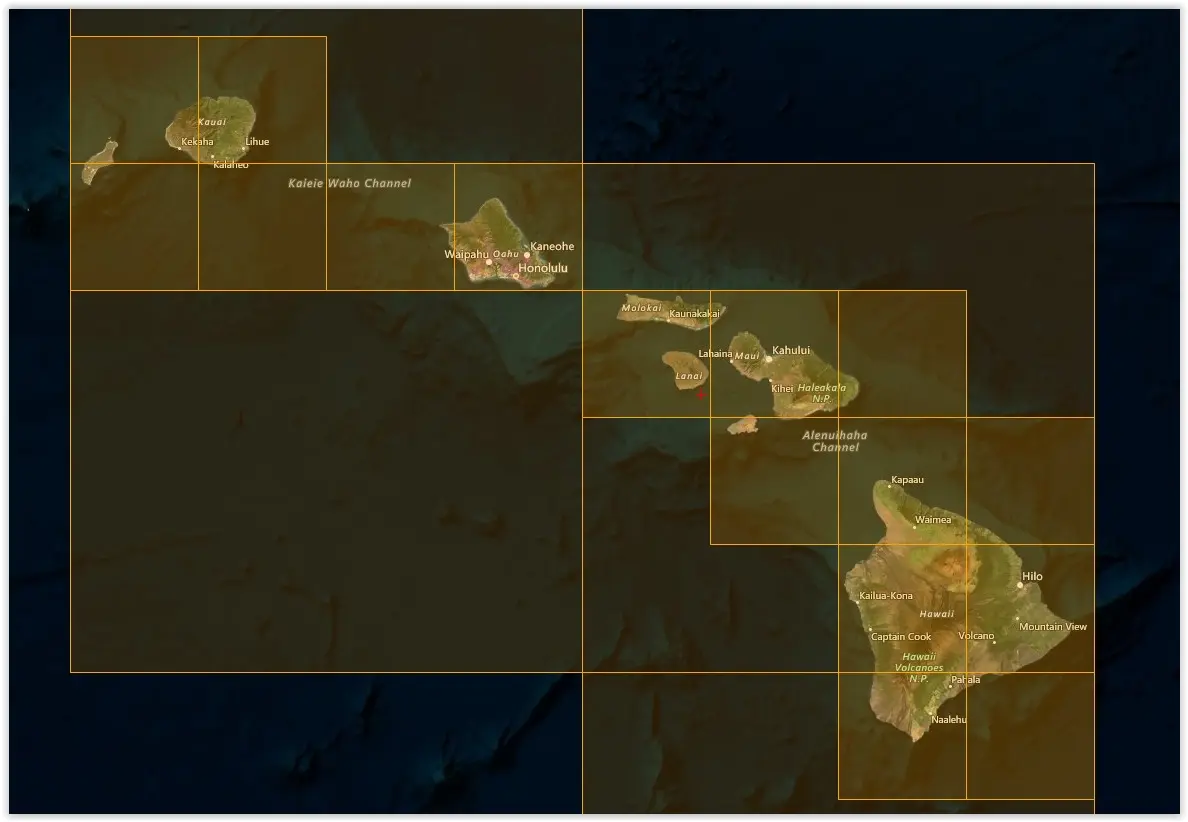 Kauai
Kekaha
Lihue
Kalaheo
Kaieie Waho Channel
Kaneohe
Waipahu
Oahu
Honolulu
Molokai
Kaunakakai
Lahaina
Maui
Kahului
Lanai
Kihei
Haleakala
N.P.
Alenuihaha
Channel
Kapaau
Waimea
Hilo
Kailua-Kona
Hawaii
Mountain View
Captain Cook
Volcano
Hawaii
Volcanoes
N.P.
Pahala
Naalehu